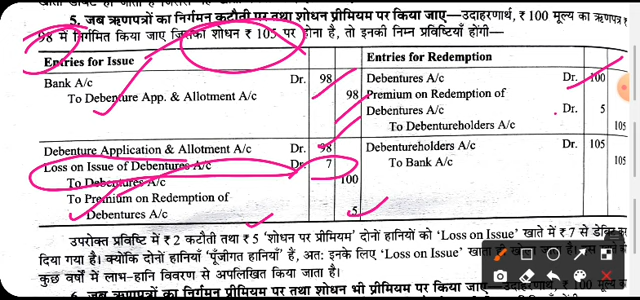 5. जब ऋणपत्रों का निर्गमन कटौती पर तथा शोधन प्रीमियम पर किया जाए—उदाहरणार्थ, ₹ 100 मूल्य का ऋणपत्र ₹
98 में निर्गमित किया जाए जिसका शोधन ₹ 105 पर होना है, तो इनकी निम्न प्रविष्टियाँ होंगी—
Entries for Issue
Bank A/c Dr. 98
To Debenture App. & Allotment A/c 98
Debenture Application & Allotment A/c Dr. 98
Loss on Issue of Debentures A/c Dr. 7
To Debentures A/c 100
To Premium on Redemption of
Debentures A/c 5
Entries for Redemption
Debentures A/c Dr. 100
Premium on Redemption of
Debentures A/c Dr. 5
To Debentureholders A/c 105
Debentureholders A/c Dr. 105
To Bank A/c 105
उपरोक्त प्रविष्टि में ₹ 2 कटौती तथा ₹ 5 'शोधन पर प्रीमियम' दोनों हानियों को 'Loss on Issue' खाते में ₹ 7 से डेबिट कर
दिया गया है। क्योंकि दोनों हानियाँ 'पूँजीगत हानियाँ' हैं, अत: इनके लिए 'Loss on Issue' खाता
कुछ वर्षों में लाभ-हानि विवरण से अपलिखित किया जाता है।
6. जब ऋणपत्रों का निर्गमन प्रीमियम पर तथा शोधन भी प्रीमियम पर किया जाए—उदाहरणार्थ, ₹ 100 मूल्य का